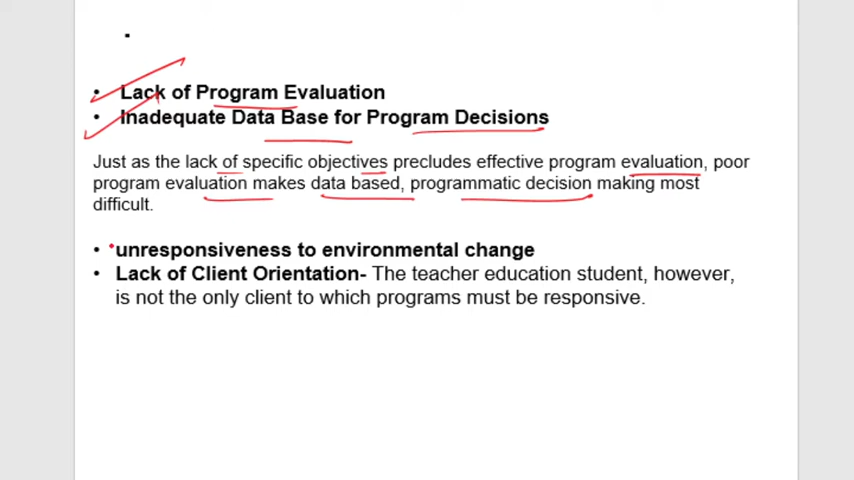 • Lack of Program Evaluation
• Inadequate Data Base for Program Decisions
Just as the lack of specific objectives precludes effective program evaluation, poor
program evaluation makes data based, programmatic decision making most
difficult.
• unresponsiveness to environmental change
• Lack of Client Orientation- The teacher education student, however,
is not the only client to which programs must be responsive.